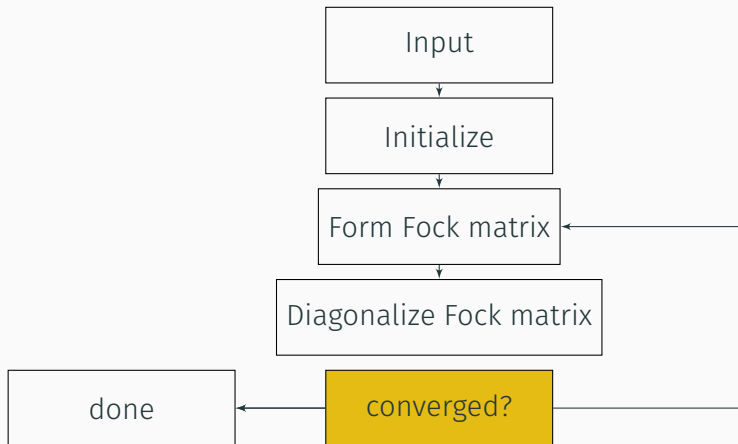 Input
Initialize
Form Fock matrix
Diagonalize Fock matrix
done
converged?